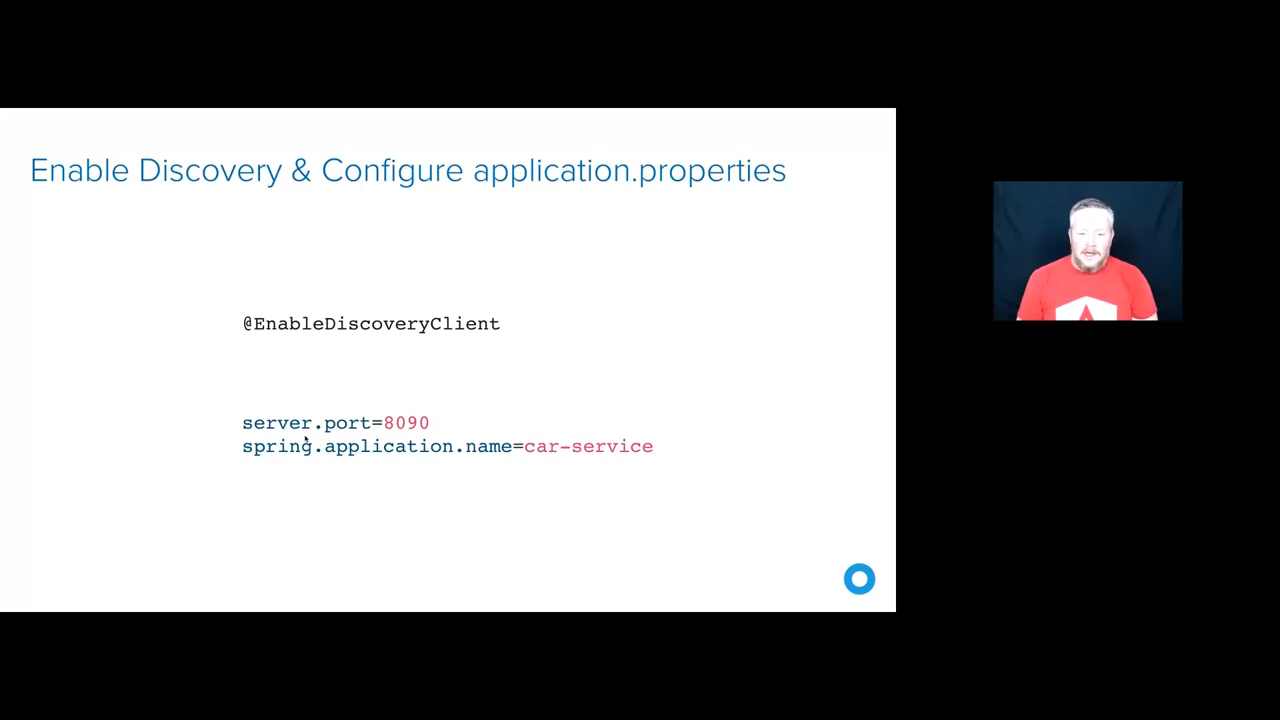 Enable Discovery & Configure application.properties
@EnableDiscoveryClient
server.port=8090
spring.application.name=car-service